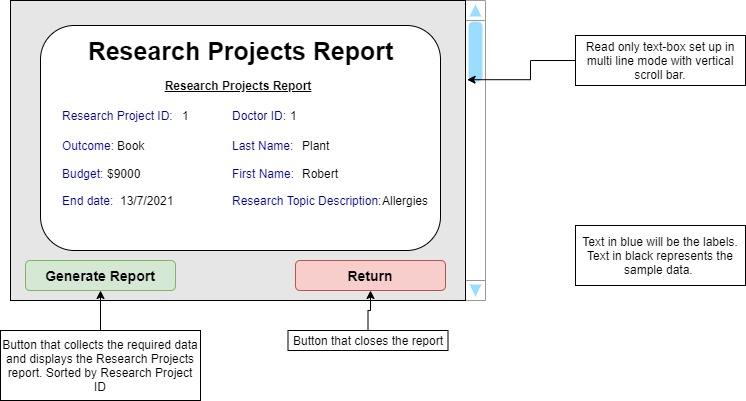 Research Projects Report
Research Projects Report
Research Project ID: 1 Doctor ID: 1
Outcome: Book Last Name: Plant
Budget: $9000 First Name: Robert
End date: 13/7/2021 Research Topic Description: Allergies
Generate Report Return
Read only text-box set up in
multi line mode with vertical
scroll bar.
Text in blue will be the labels.
Text in black represents the
sample data.
Button that collects the required data
and displays the Research Projects
report. Sorted by Research Project
ID
Button that closes the report